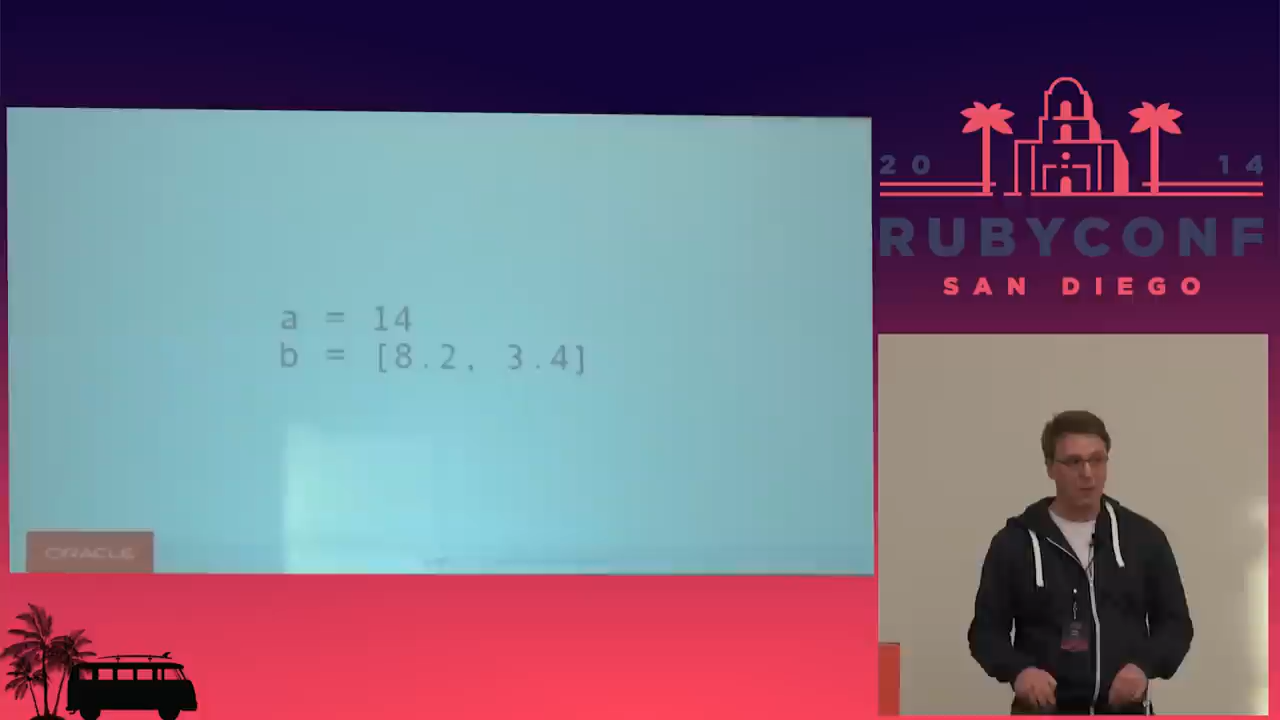 a = 14
b = [8.2, 3.4]
ORACLE
20 14
RUBYCONF
SAN DIEGO